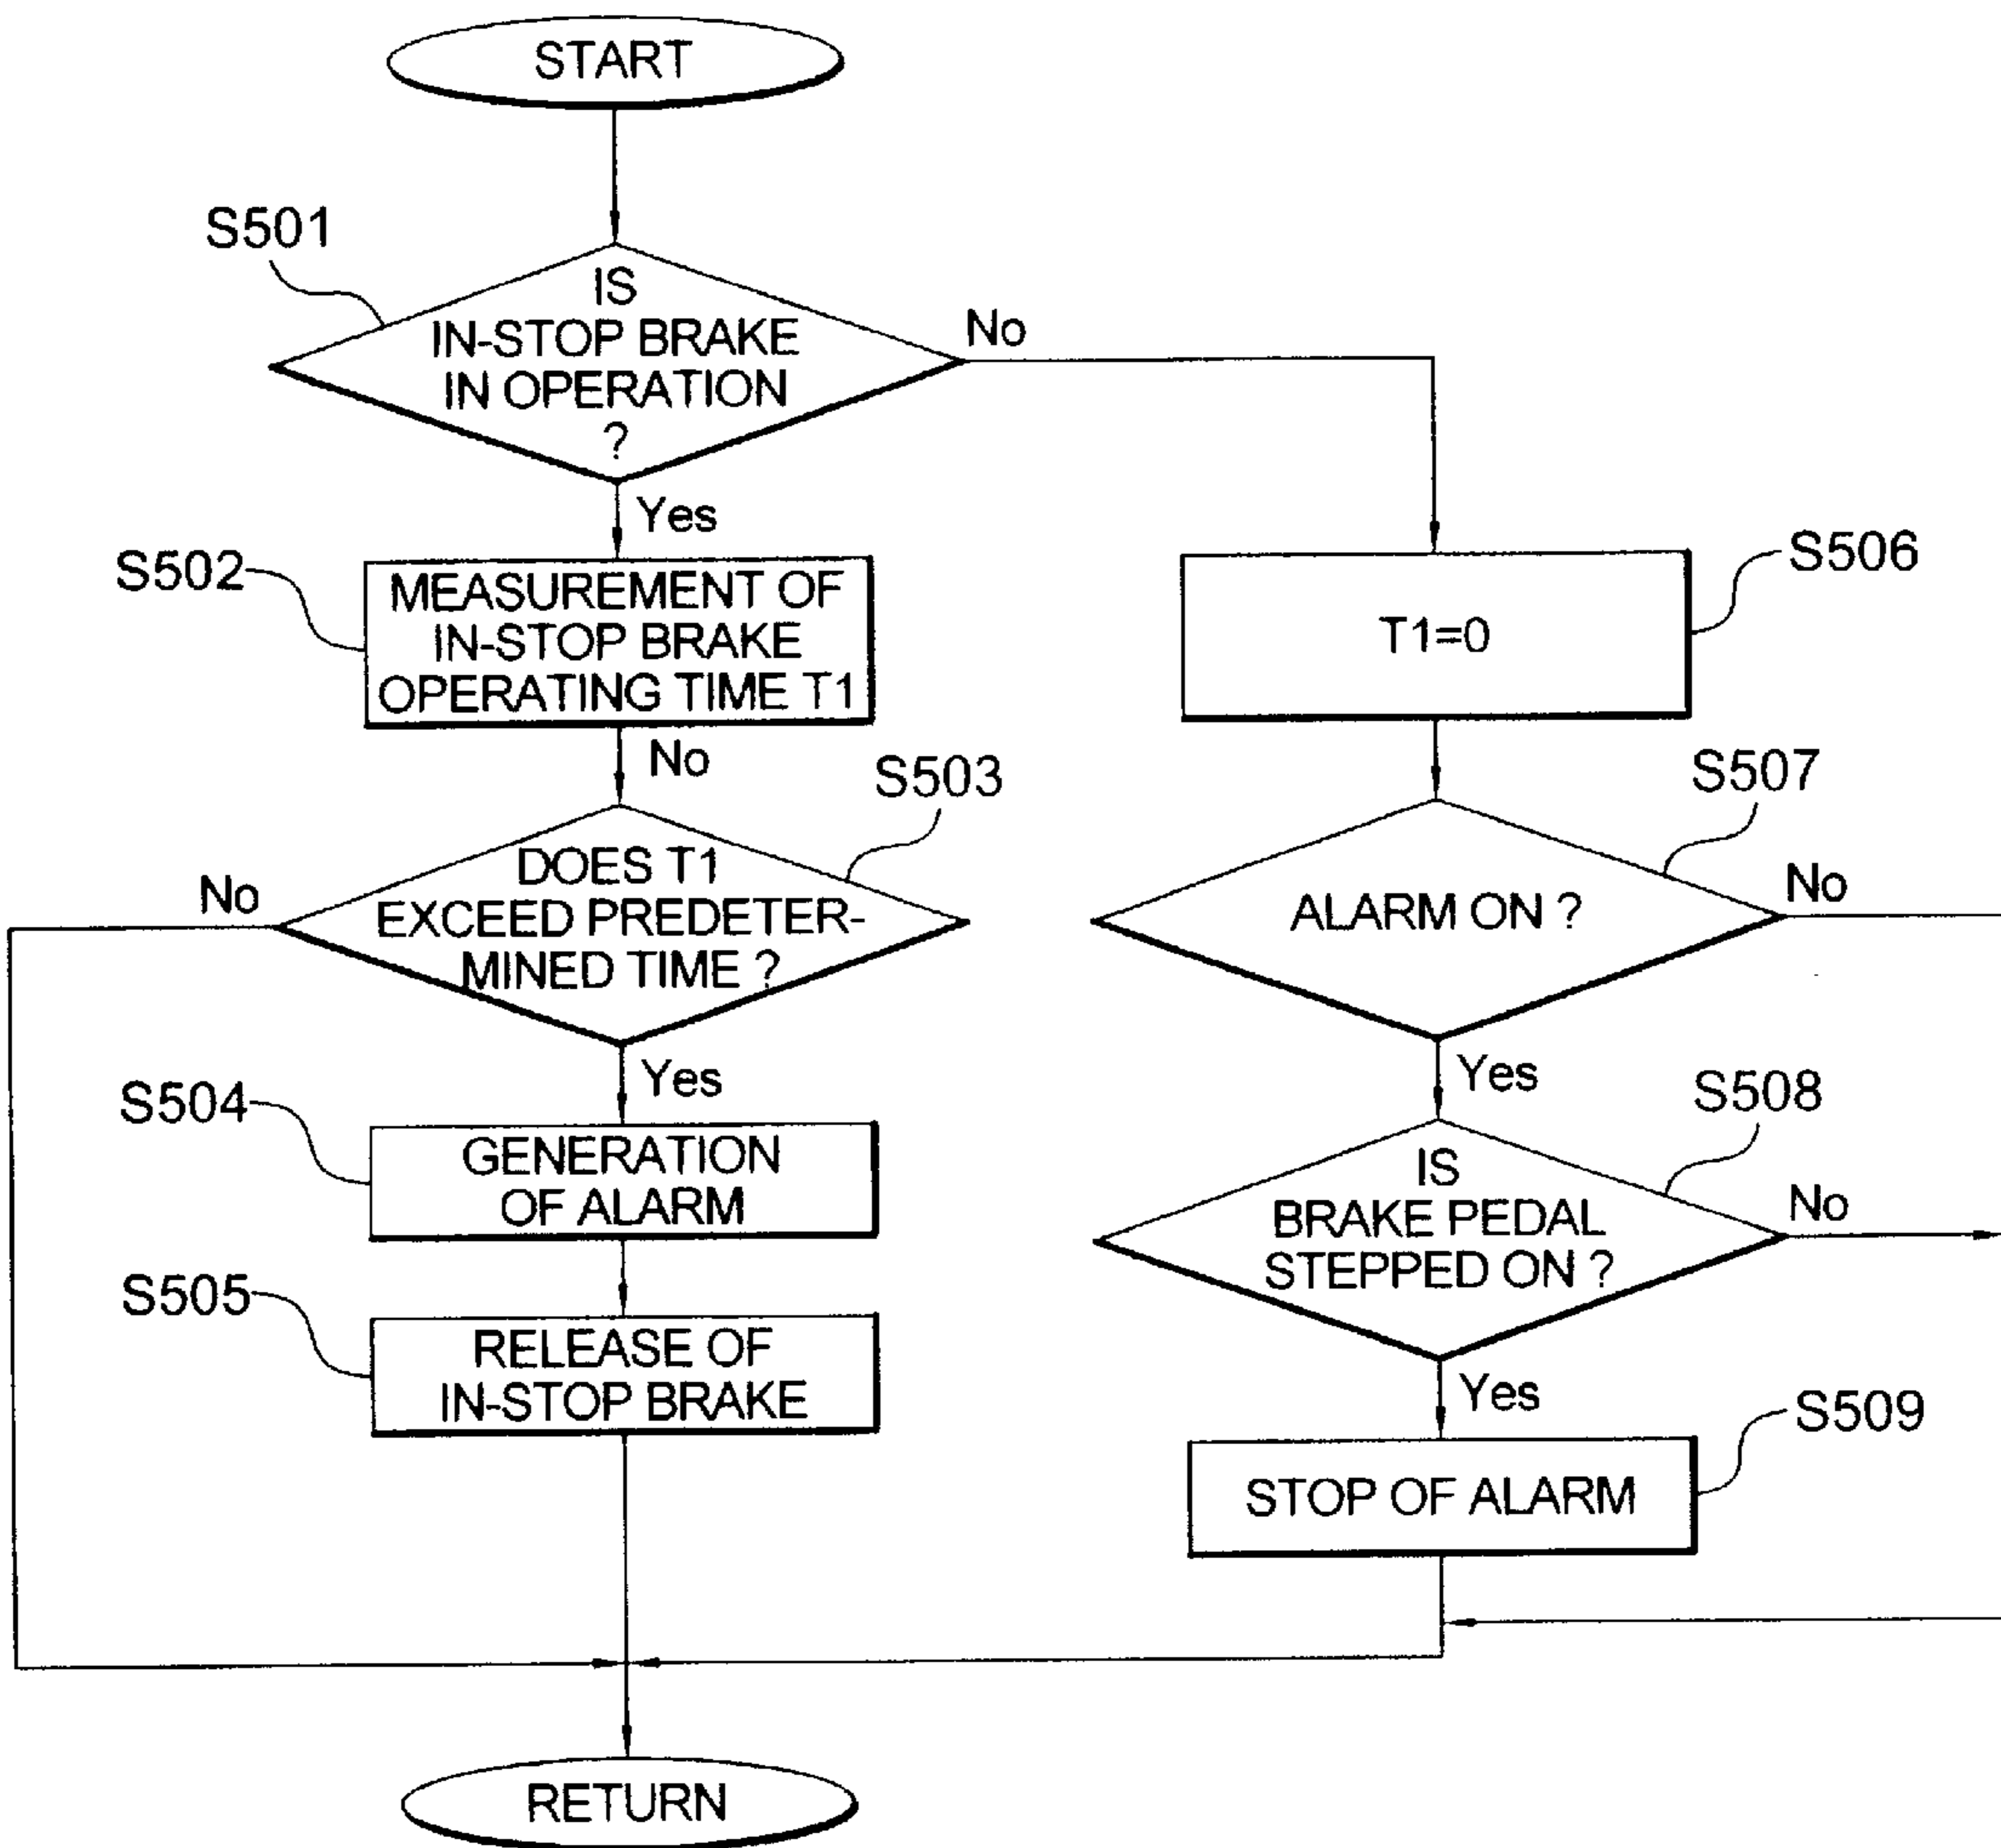 START
S501
IS
IN-STOP BRAKE
IN OPERATION
?
No
Yes
S502
MEASUREMENT OF
IN-STOP BRAKE
OPERATING TIME T1
S506
T1=0
No
S503
DOES T1
EXCEED PREDETER-
MINED TIME ?
No
S507
ALARM ON ?
No
Yes
Yes
S504
GENERATION
OF ALARM
S508
IS
BRAKE PEDAL
STEPPED ON ?
No
S505
RELEASE OF
IN-STOP BRAKE
Yes
S509
STOP OF ALARM
RETURN